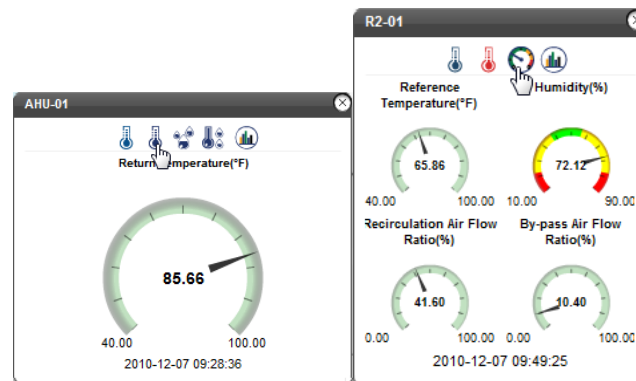 AHU-01
Return Temperature(°F)
85.66
40.00 100.00
2010-12-07 09:28:36
R2-01
Reference Temperature(°F)
Humidity(%)
65.86
72.12
40.00 100.00
10.00 90.00
Recirculation Air Flow Ratio(%)
By-pass Air Flow Ratio(%)
41.60
10.40
0.00 100.00
0.00 100.00
2010-12-07 09:49:25